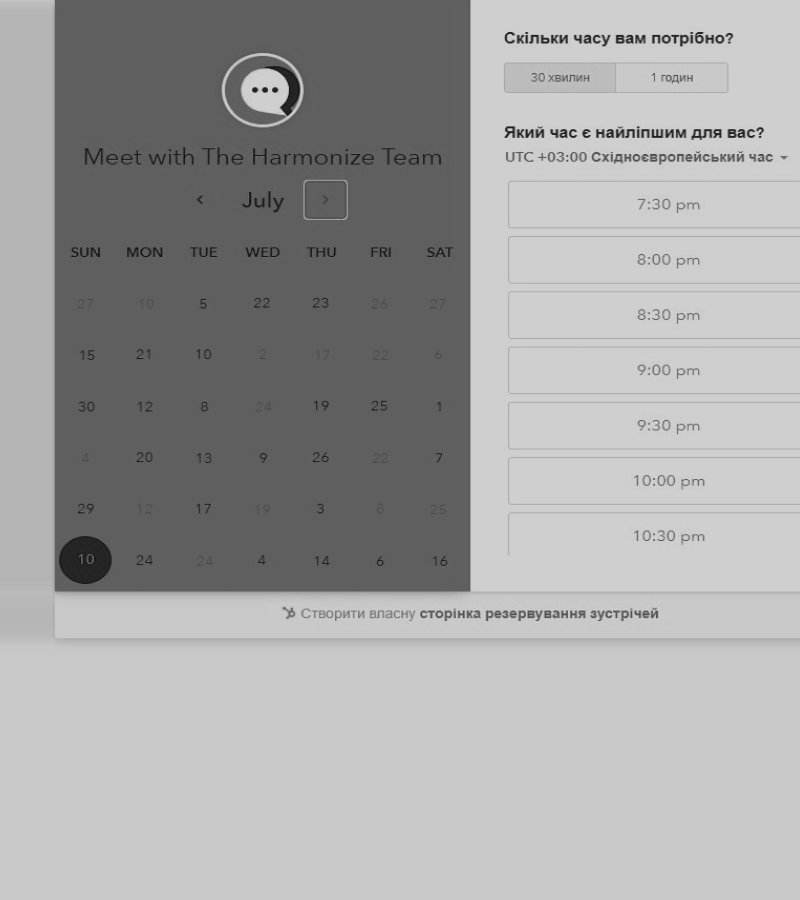 Meet with The Harmonize Team
July
SUN MON TUE WED THU FRI SAT
27 10 5 22 23 26 27
15 21 10 2 17 22 6
30 12 8 24 19 25 1
4 20 13 9 26 22 7
29 12 17 19 3 8 25
10 24 24 4 14 6 16
Скільки часу вам потрібно?
30 хвилин 1 годин
Який час є найліпшим для вас?
UTC +03:00 Східноєвропейський час
7:30 pm
8:00 pm
8:30 pm
9:00 pm
9:30 pm
10:00 pm
10:30 pm
Створити власну сторінка резервування зустрічей